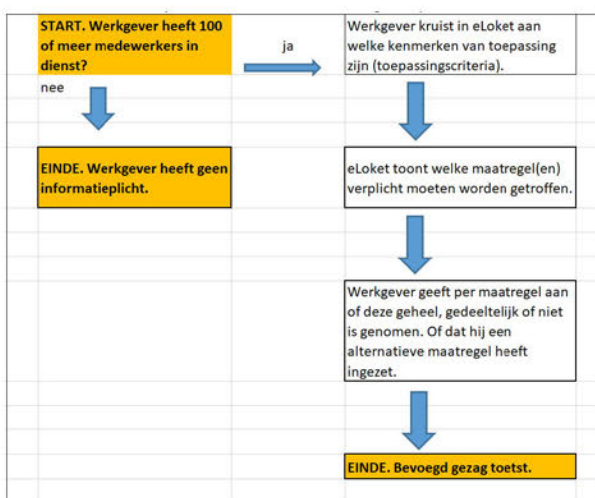 START. Werkgever heeft 100
of meer medewerkers in
dienst?
ja
Werkgever kruist in eLoket aan
welke kenmerken van toepassing
zijn (toepassingscriteria).
nee
EINDE. Werkgever heeft geen
informatieplicht.
eLoket toont welke maatregel(en)
verplicht moeten worden getroffen.
Werkgever geeft per maatregel aan
of deze geheel, gedeeltelijk of niet
is genomen. Of dat hij een
alternatieve maatregel heeft
ingezet.
EINDE. Bevoegd gezag toetst.